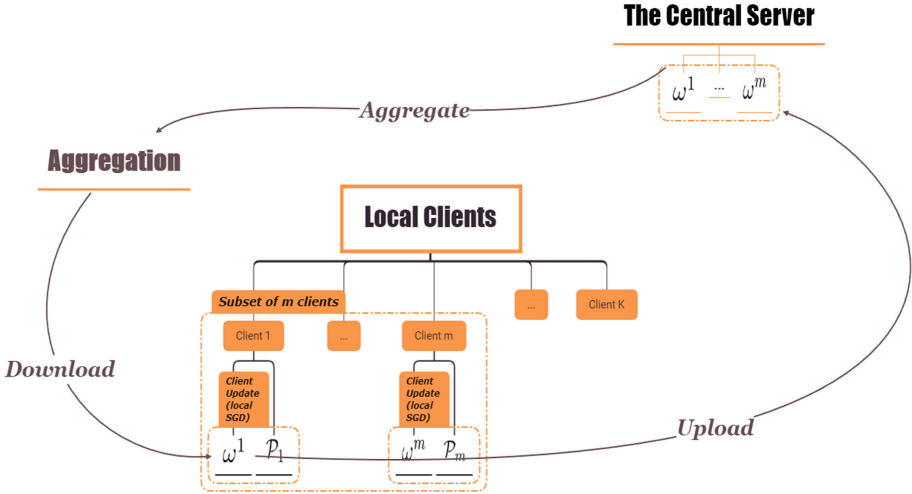 The Central Server
ω¹ ... ωᵐ
Aggregate
Aggregation
Local Clients
Subset of m clients
... Client K
Client 1 ... Client m
Download
Client
Update
(local
SGD)
Client
Update
(local
SGD)
Upload
ω¹ P₁ ωᵐ Pₘ